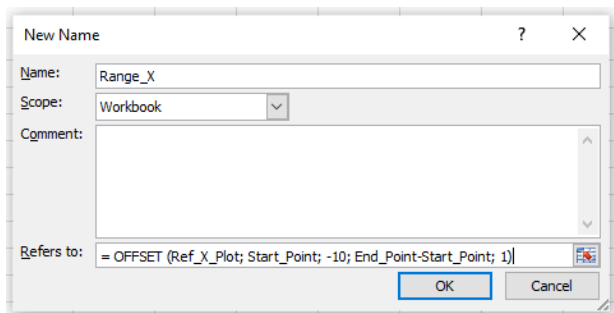 New Name ? ×
Name: Range_X
Scope: Workbook
Comment:
Refers to: = OFFSET (Ref_X_Plot; Start_Point; -10; End_Point-Start_Point; 1)
OK Cancel